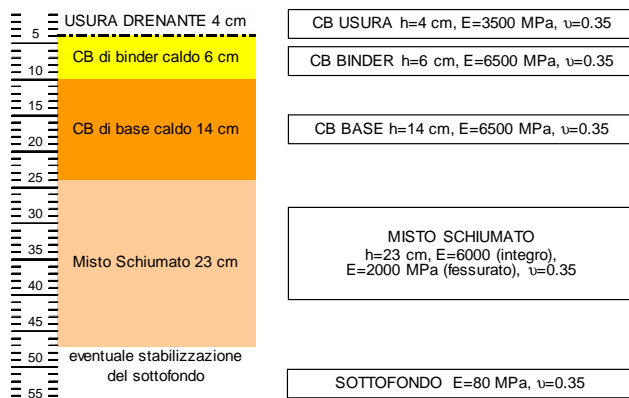 USURA DRENANTE 4 cm
CB USURA h=4 cm, E=3500 MPa, υ=0.35
5
CB di binder caldo 6 cm
CB BINDER h=6 cm, E=6500 MPa, υ=0.35
10
15
CB di base caldo 14 cm
CB BASE h=14 cm, E=6500 MPa, υ=0.35
20
25
30
MISTO SCHIUMATO
h=23 cm, E=6000 (integro),
E=2000 MPa (fessurato), υ=0.35
35
Misto Schiumato 23 cm
40
45
50
eventuale stabilizzazione
del sottofondo
SOTTOFONDO E=80 MPa, υ=0.35
55